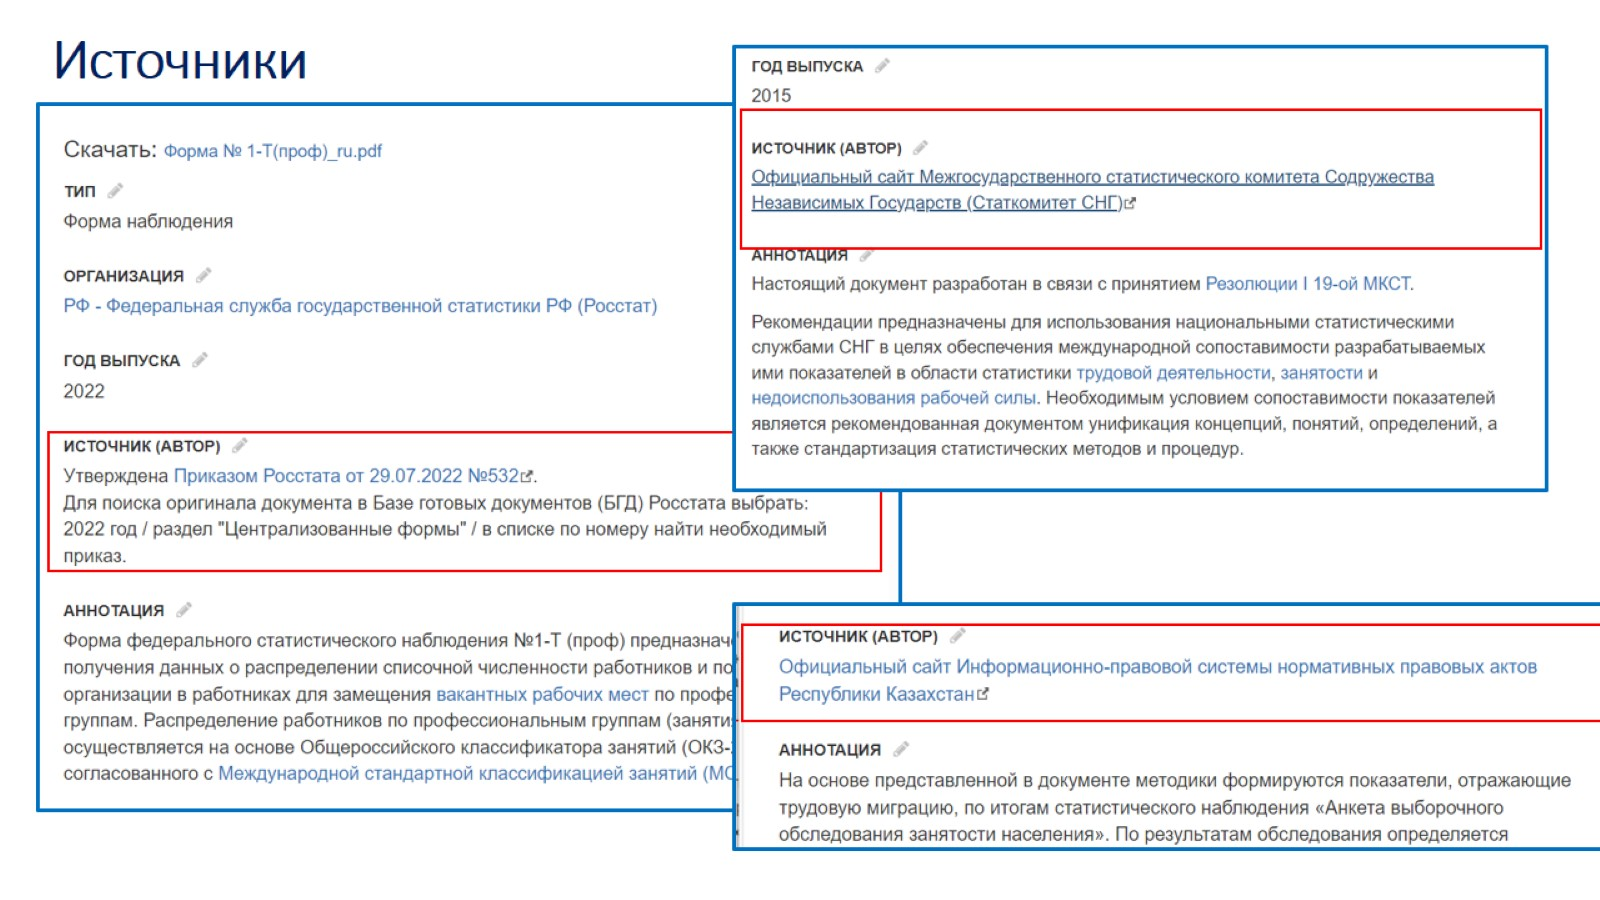 Источники
Скачать: Форма № 1-Т(проф)_ru.pdf
ТИП
Форма наблюдения
ОРГАНИЗАЦИЯ
РФ - Федеральная служба государственной статистики РФ (Росстат)
ГОД ВЫПУСКА
2022
ИСТОЧНИК (АВТОР)
Утверждена Приказом Росстата от 29.07.2022 №532.
Для поиска оригинала документа в Базе готовых документов (БГД) Росстата выбрать:
2022 год / раздел "Централизованные формы" / в списке по номеру найти необходимый
приказ.
АННОТАЦИЯ
Форма федерального статистического наблюдения №1-Т (проф)
получения данных о распределении списочной численности работников и
организации в работниках для замещения вакантных рабочих мест по
группам. Распределение работников по профессиональным группам
осуществляется на основе Общероссийского классификатора занятий
согласованного с Международной стандартной классификацией занятий
ГОД ВЫПУСКА
2015
ИСТОЧНИК (АВТОР)
Официальный сайт Межгосударственного статистического комитета Содружества
Независимых Государств (Статкомитет СНГ)
АННОТАЦИЯ
Настоящий документ разработан в связи с принятием Резолюции I 19-ой МКСТ.
Рекомендации предназначены для использования национальными статистическими
службами СНГ в целях обеспечения международной сопоставимости разрабатываемых
ими показателей в области статистики трудовой деятельности, занятости и
недоиспользования рабочей силы. Необходимым условием сопоставимости показателей
является рекомендованная документом унификация концепций, понятий, определений, а
также стандартизация статистических методов и процедур.
ИСТОЧНИК (АВТОР)
Официальный сайт Информационно-правовой системы нормативных правовых актов
Республики Казахстан
АННОТАЦИЯ
На основе представленной в документе методики формируются показатели, отражающие
трудовую миграцию, по итогам статистического наблюдения «Анкета выборочного
обследования занятости населения». По результатам обследования определяется